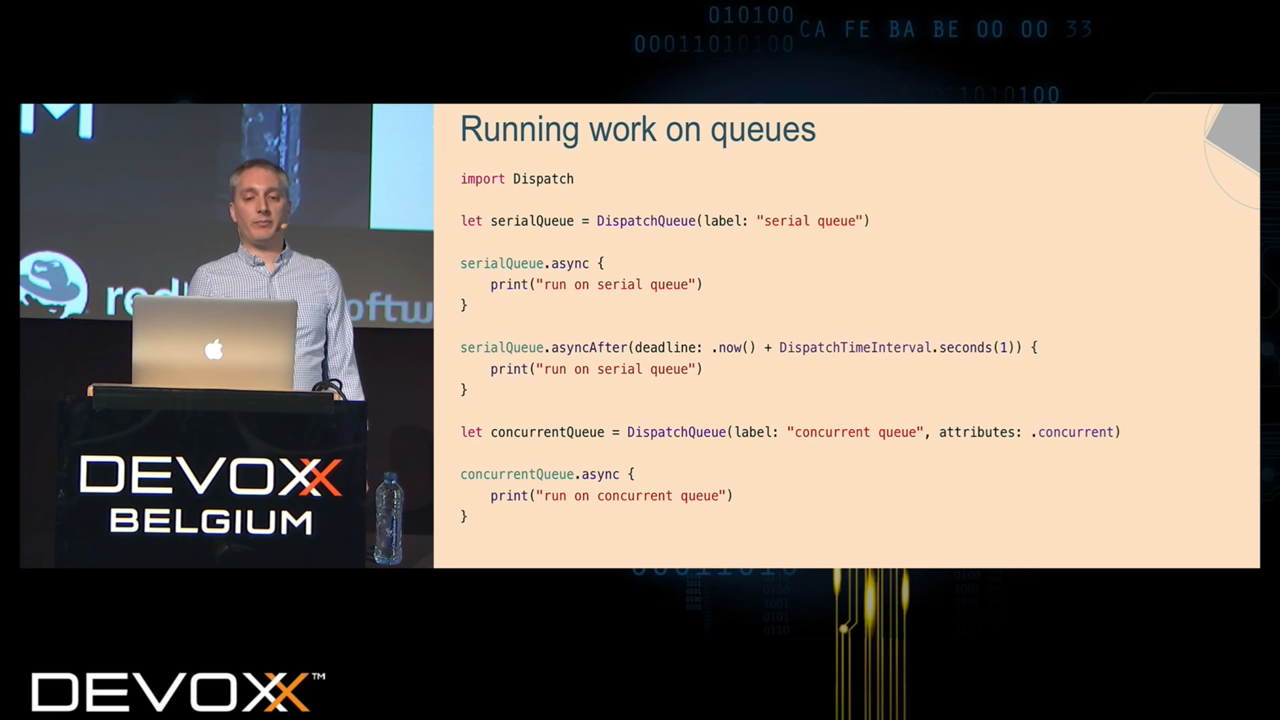 010100
00011010100
CA FE BA BE 00 00 33
11010100
Running work on queues
import Dispatch
let serialQueue = DispatchQueue(label: "serial queue")
serialQueue.async {
print("run on serial queue")
}
serialQueue.asyncAfter(deadline: .now() + DispatchTimeInterval.seconds(1)) {
print("run on serial queue")
}
let concurrentQueue = DispatchQueue(label: "concurrent queue", attributes: .concurrent)
concurrentQueue.async {
print("run on concurrent queue")
}
DEVOXX
BELGIUM
DEVOXX™